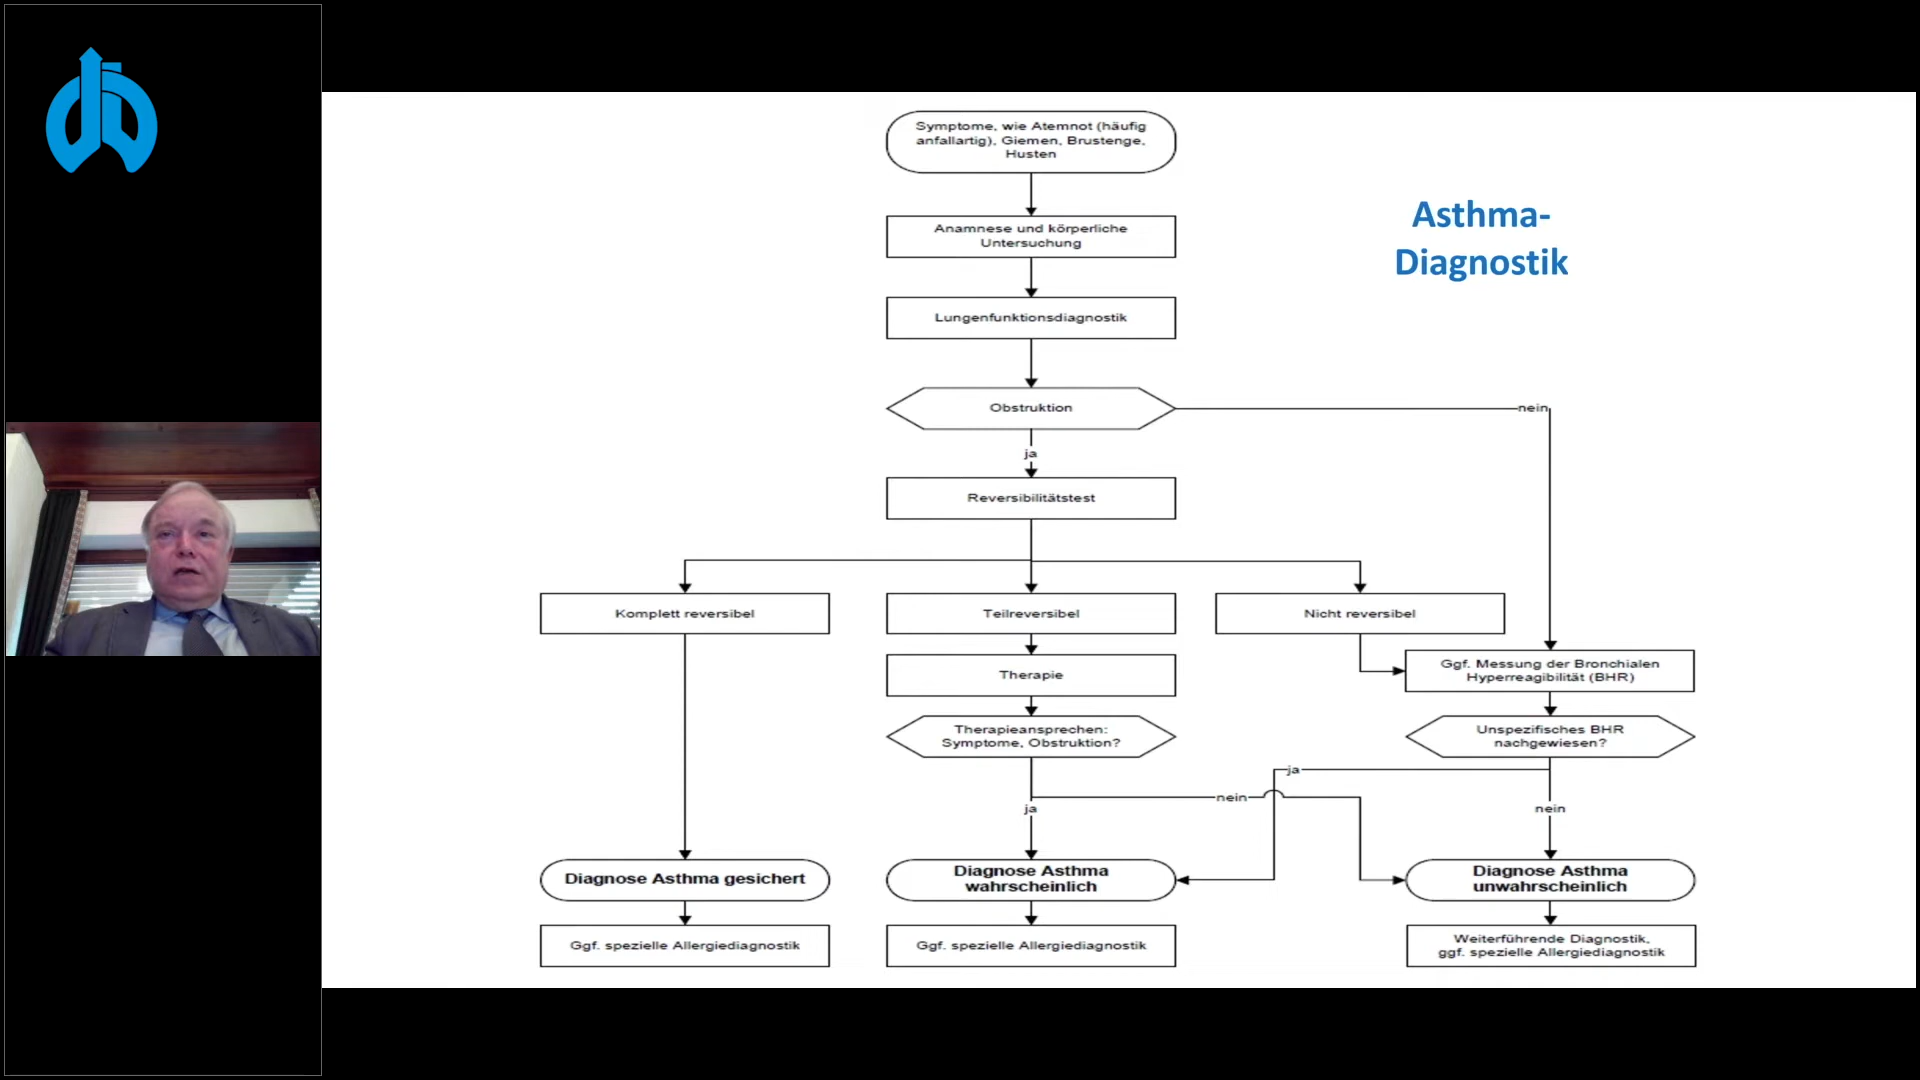 Symptome, wie Atemnot (häufig
anfallartig), Giemen, Brustenge,
Husten
Asthma-
Diagnostik
Anamnese und körperliche
Untersuchung
Lungenfunktionsdiagnostik
Obstruktion
nein
ja
Reversibilitätstest
Komplett reversibel
Teilreversibel
Nicht reversibel
Therapie
Ggf. Messung der Bronchialen
Hyperreagibilität (BHR)
Therapieansprechen:
Symptome, Obstruktion?
Unspezifisches BHR
nachgewiesen?
ja
nein
ja
nein
Diagnose Asthma gesichert
Diagnose Asthma
wahrscheinlich
Diagnose Asthma
unwahrscheinlich
Ggf. spezielle Allergiediagnostik
Ggf. spezielle Allergiediagnostik
Weiterführende Diagnostik,
ggf. spezielle Allergiediagnostik